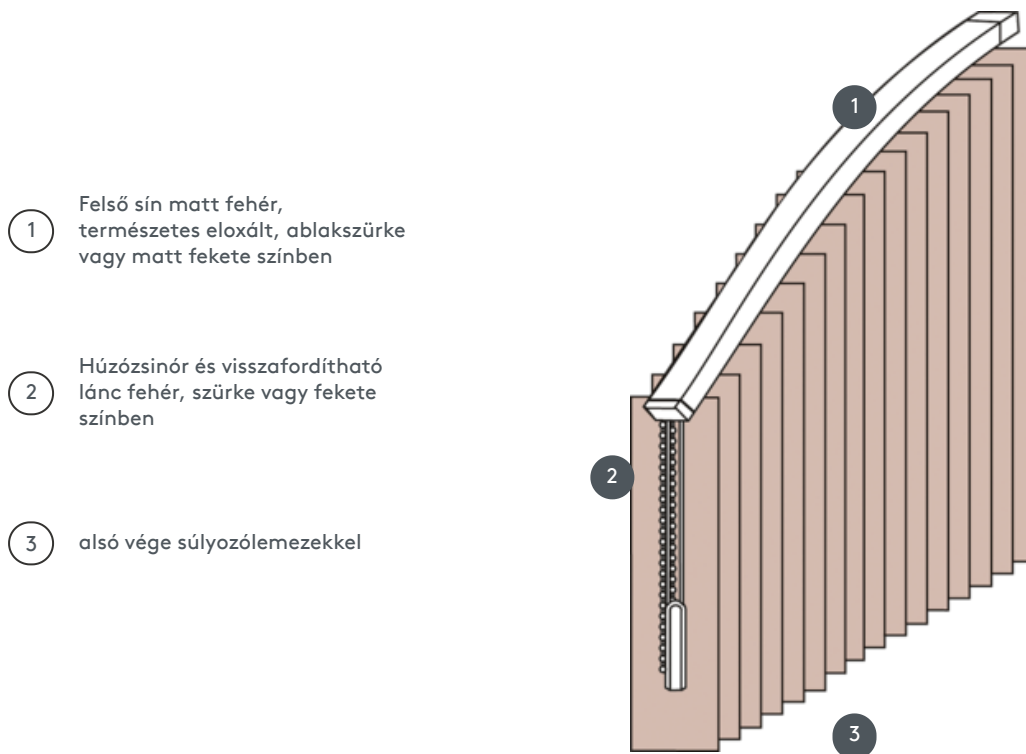 1
Felső sín matt fehér,
természetes eloxált, ablakszürke
vagy matt fekete színben
2
Húzózsinór és visszafordítható
lánc fehér, szürke vagy fekete
színben
3
alsó vége súlyozólemezekkel
1
2
3